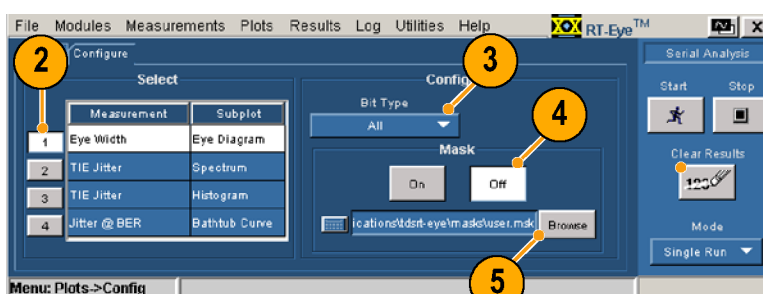 File Modules Measurements Plots Results Log Utilities Help RT-Eye™ X
2 Configure 3 Serial Analysis
Select Config
Bit Type 4 Start Stop
Measurement Subplot All
1 Eye Width Eye Diagram Mask Clear Results
2 TIE Jitter Spectrum On Off 123
3 TIE Jitter Histogram
4 Jitter @ BER Bathtub Curve ications\tdsrt-eye\masks\user.msk Browse Mode
Single Run
5
Menu: Plots->Config